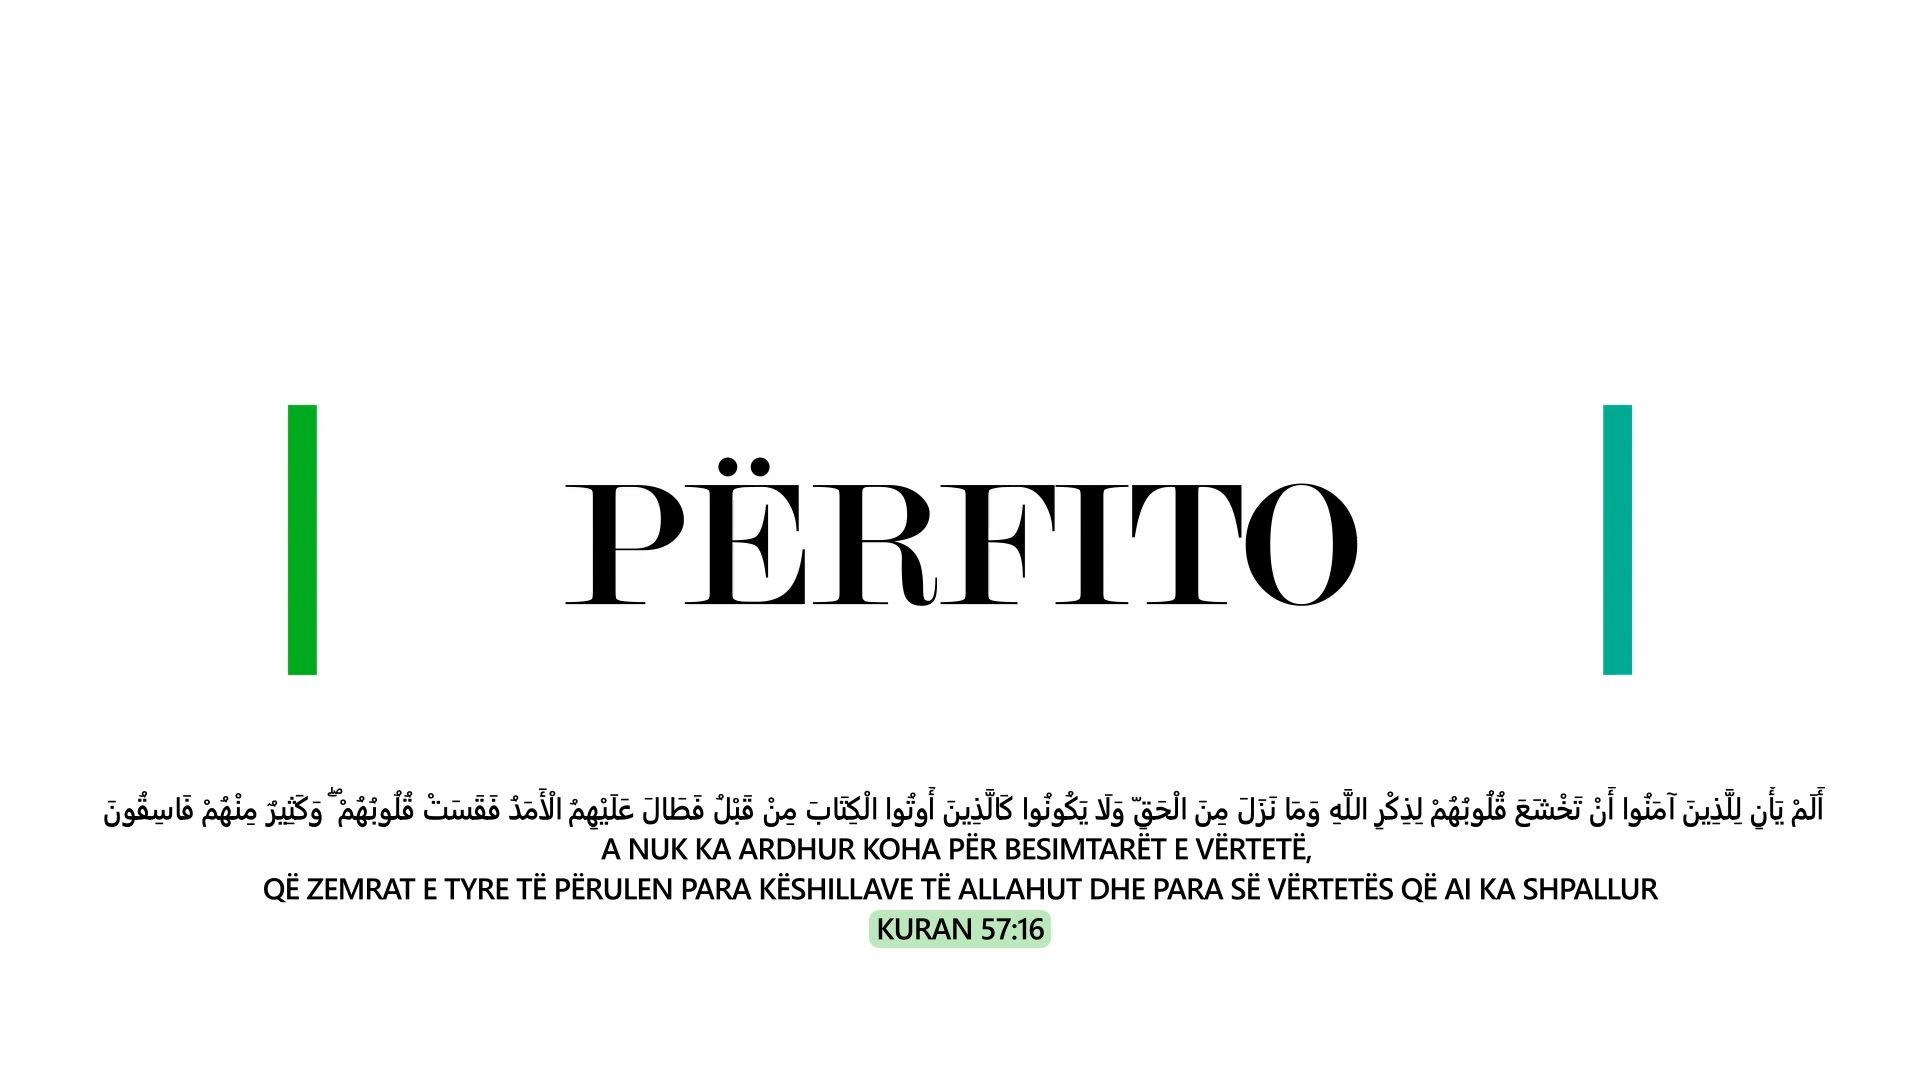 PËRFITO
أَلَمْ يَأْنِ لِلَّذِينَ آمَنُوا أَنْ تَخْشَعَ قُلُوبُهُمْ لِذِكْرِ اللَّهِ وَمَا نَزَلَ مِنَ الْحَقِّ وَلَا يَكُونُوا كَالَّذِينَ أُوتُوا الْكِتَابَ مِنْ قَبْلُ فَطَالَ عَلَيْهِمُ الْأَمَدُ فَقَسَتْ قُلُوبُهُمْ ۖ وَكَثِيرٌ مِنْهُمْ فَاسِقُونَ
A NUK KA ARDHUR KOHA PËR BESIMTARËT E VËRTETË,
QË ZEMRAT E TYRE TË PËRULEN PARA KËSHILLAVE TË ALLAHUT DHE PARA SË VËRTETËS QË AI KA SHPALLUR
KURAN 57:16